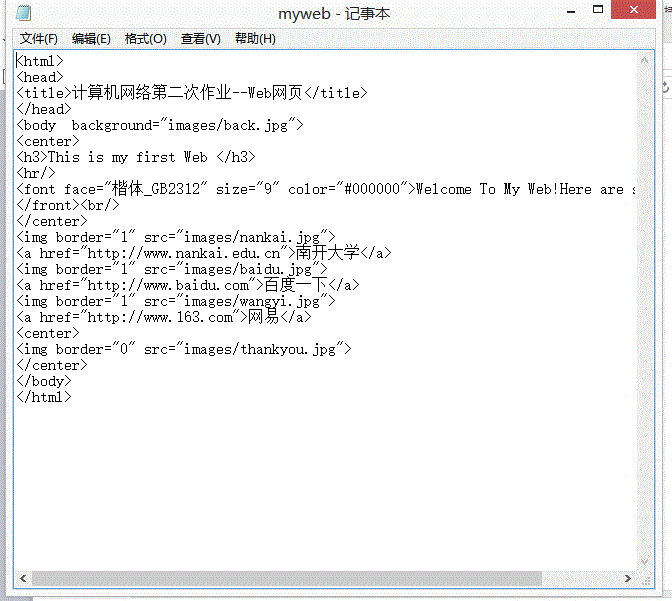 myweb - 记事本
文件(F) 编辑(E) 格式(O) 查看(V) 帮助(H)
<html>
<head>
<title>计算机网络第二次作业--Web网页</title>
</head>
<body  background="images/back.jpg">
<center>
<h3>This is my first Web </h3>
<hr/>
<font face="楷体_GB2312" size="9" color="#000000">Welcome To My Web!Here are s
</front><br/>
</center>
<img border="1" src="images/nankai.jpg">
<a href="http://www.nankai.edu.cn">南开大学</a>
<img border="1" src="images/baidu.jpg">
<a href="http://www.baidu.com">百度一下</a>
<img border="1" src="images/wangyi.jpg">
<a href="http://www.163.com">网易</a>
<center>
<img border="0" src="images/thankyou.jpg">
</center>
</body>
</html>